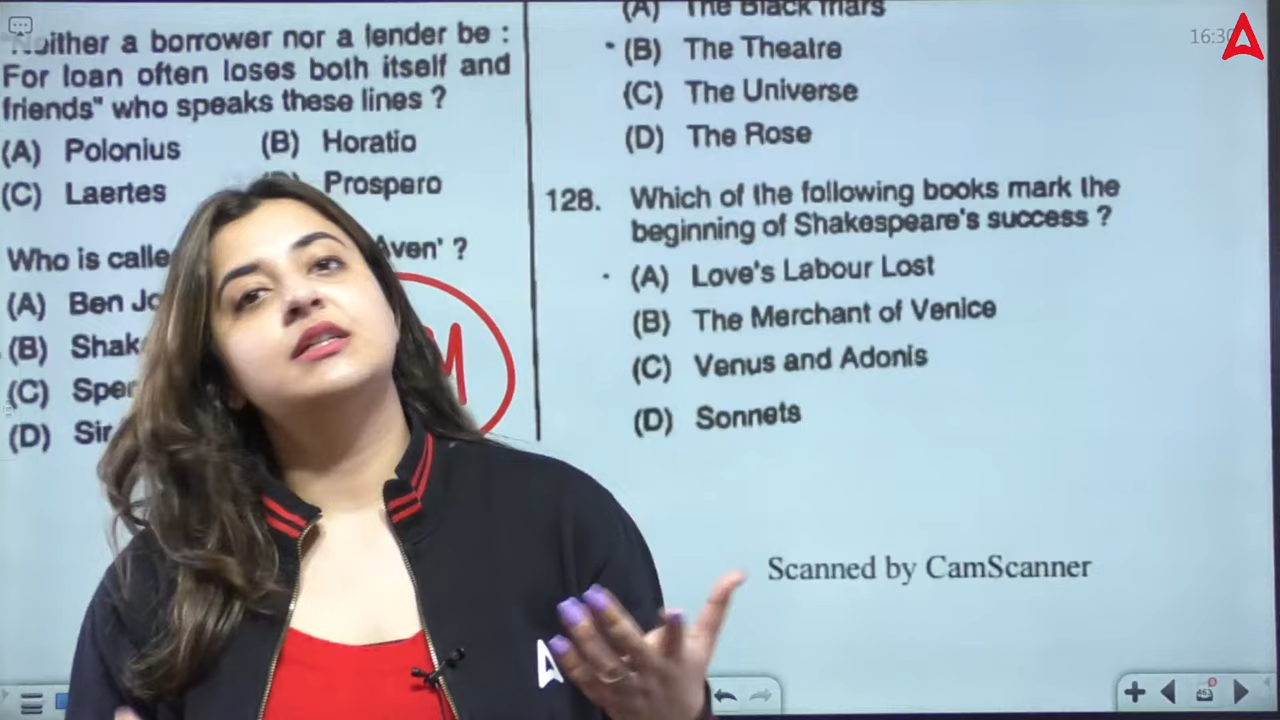 Neither a borrower nor a lender be :
For loan often loses both itself and
friends" who speaks these lines ?
(A) Polonius (B) Horatio
(C) Laertes Prospero
Who is calle Aven' ?
(A) Ben Jo
(B) Shak
(C) Spen
(D) Sir
M
(A) The Black friars
(B) The Thealre
(C) The Universe
(D) The Rose
128. Which of the following books mark the
beginning of Shakespeare's success ?
(A) Love's Labour Lost
(B) The Merchant of Venice
(C) Venus and Adonis
(D) Sonnets
Scanned by CamScanner
16:30